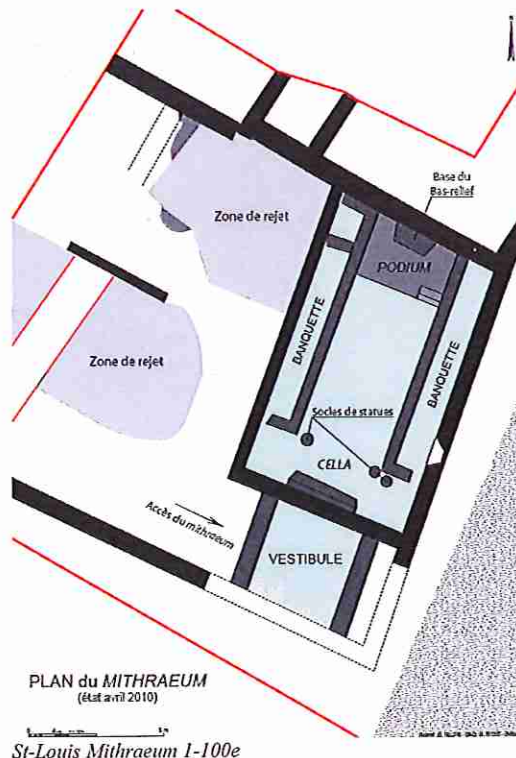 Base du
Bas-relief
Zone de rejet
PODIUM
BANQUETTE
BANQUETTE
Zone de rejet
Socles de statues
CELLA
Accès du mithraeum
VESTIBULE
PLAN du MITHRAEUM
(état avril 2010)
St-Louis Mithraeum 1-100e